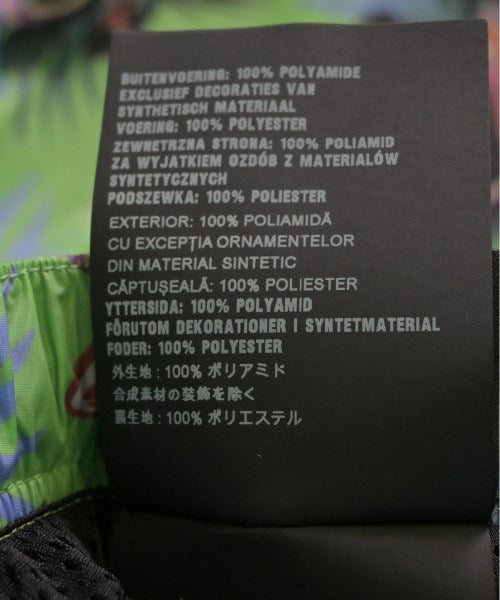 BUITENVOERING: 100% POLYAMIDE
EXCLUSIEF DECORATIES VAN
SYNTHETISCH MATERIAAL
VOERING: 100% POLYESTER
ZEWNETRZNA STRONA: 100% POLIAMID
ZA WYJATKIEM OZDÓB Z MATERIALÓW
SYNTETYCZNYCH
PODSZEWKA: 100% POLIESTER
EXTERIOR: 100% POLIAMIDĂ
CU EXCEPŢIA ORNAMENTELOR
DIN MATERIAL SINTETIC
CĂPTUŞEALĂ: 100% POLIESTER
YTTERSIDA: 100% POLYAMID
FÖRUTOM DEKORATIONER I SYNTETMATERIAL
FODER: 100% POLYESTER
外生地：100% ポリアミド
合成素材の装飾を除く
裏生地：100% ポリエステル